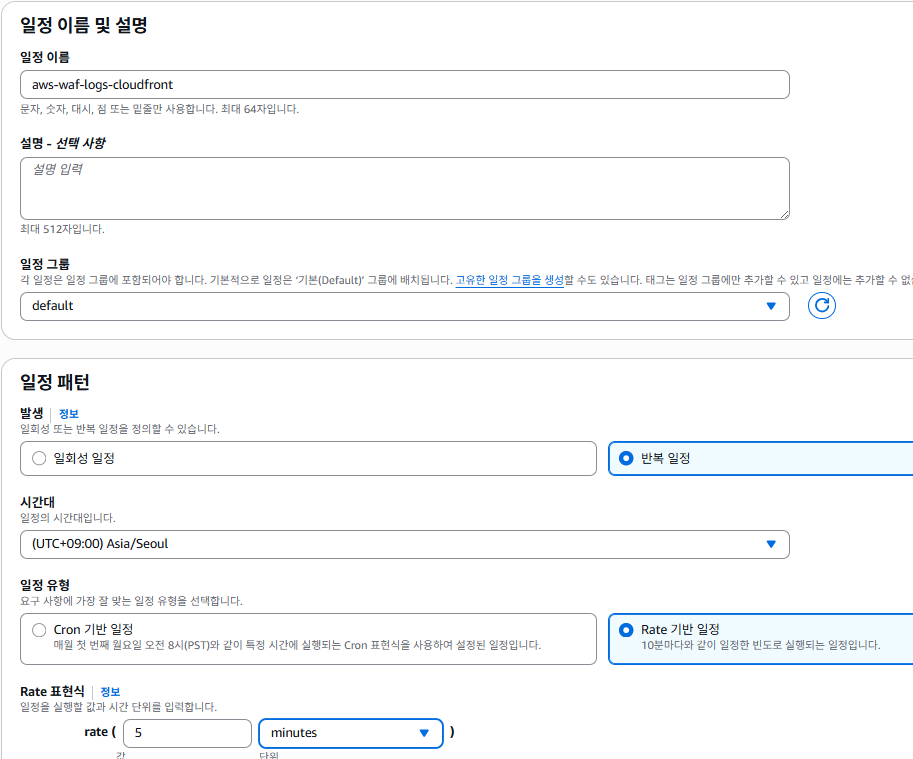 일정 이름 및 설명
일정 이름
aws-waf-logs-cloudfront
문자, 숫자, 대시, 점 또는 밑줄만 사용합니다. 최대 64자입니다.
설명 - 선택 사항
설명 입력
최대 512자입니다.
일정 그룹
각 일정은 일정 그룹에 포함되어야 합니다. 기본적으로 일정은 '기본(Default)' 그룹에 배치됩니다. 고유한 일정 그룹을 생성할 수도 있습니다. 태그는 일정 그룹에만 추가할 수 있고 일정에는 추가할 수
default
일정 패턴
발생 정보
일회성 또는 반복 일정을 정의할 수 있습니다.
일회성 일정
반복 일정
시간대
일정의 시간대입니다.
(UTC+09:00) Asia/Seoul
일정 유형
요구 사항에 가장 잘 맞는 일정 유형을 선택합니다.
Cron 기반 일정
매월 첫 번째 월요일 오전 8시(PST)와 같이 특정 시간에 실행되는 Cron 표현식을 사용하여 설정된 일정입니다.
Rate 기반 일정
10분마다와 같이 일정한 빈도로 실행되는 일정입니다.
Rate 표현식 정보
일정을 실행할 값과 시간 단위를 입력합니다.
rate ( 5 minutes )
값 단위